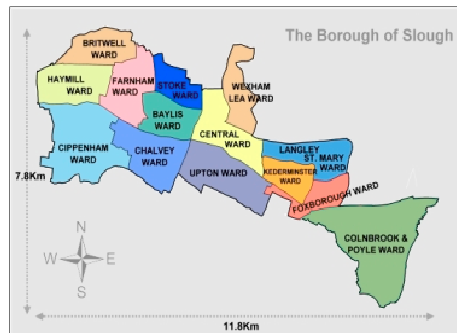 The Borough of Slough
BRITWELL
WARD
HAYMILL
WARD
FARNHAM
WARD
STOKE
WARD
WEXHAM
LEA WARD
BAYLIS
WARD
CENTRAL
WARD
CIPPENHAM
WARD
CHALVEY
WARD
UPTON WARD
LANGLEY
ST. MARY
WARD
KEDERMINSTER
WARD
FOXBOROUGH WARD
COLNBROOK &
POYLE WARD
7.8Km
N
W
E
S
11.8Km